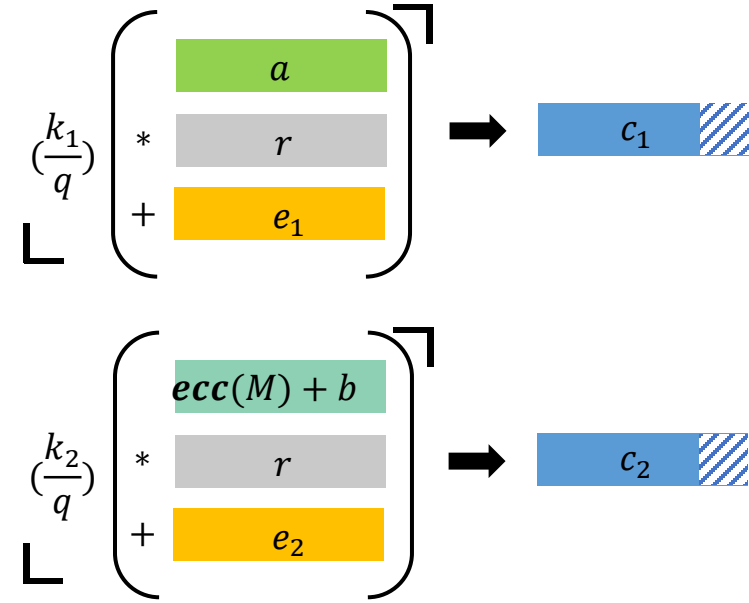 a
(k₁/q) * r
+ e₁
c₁
ecc(M) + b
(k₂/q) * r
+ e₂
c₂